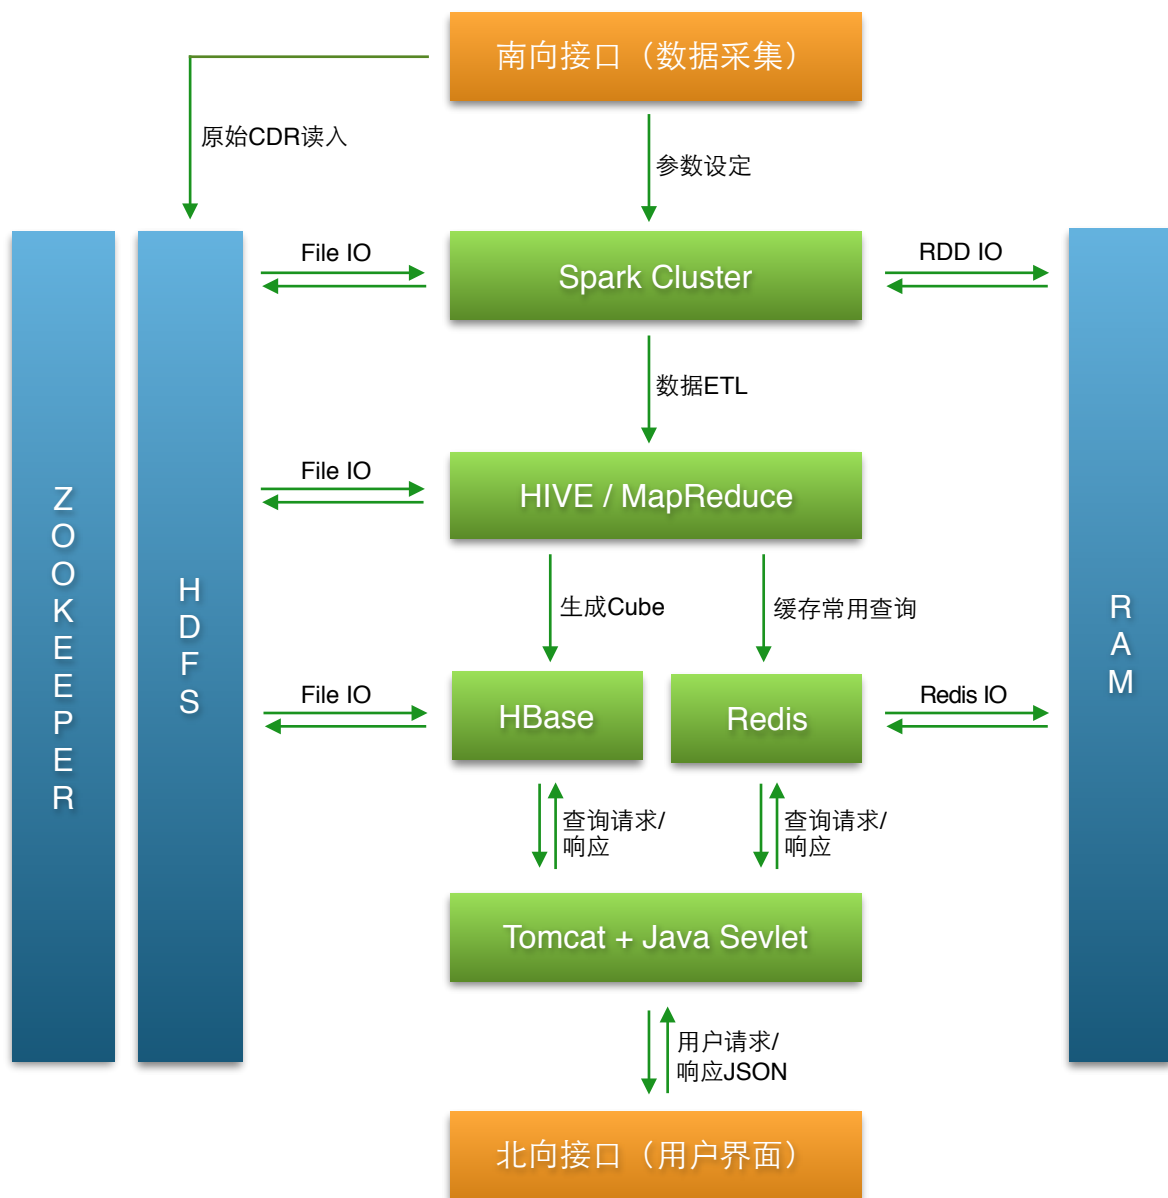 南向接口（数据采集）
原始CDR读入
参数设定
File IO
Spark Cluster
RDD IO
数据ETL
File IO
HIVE / MapReduce
ZOOKEEPER
HDFS
RAM
生成Cube
缓存常用查询
File IO
HBase
Redis
Redis IO
查询请求/
响应
查询请求/
响应
Tomcat + Java Sevlet
用户请求/
响应JSON
北向接口（用户界面）